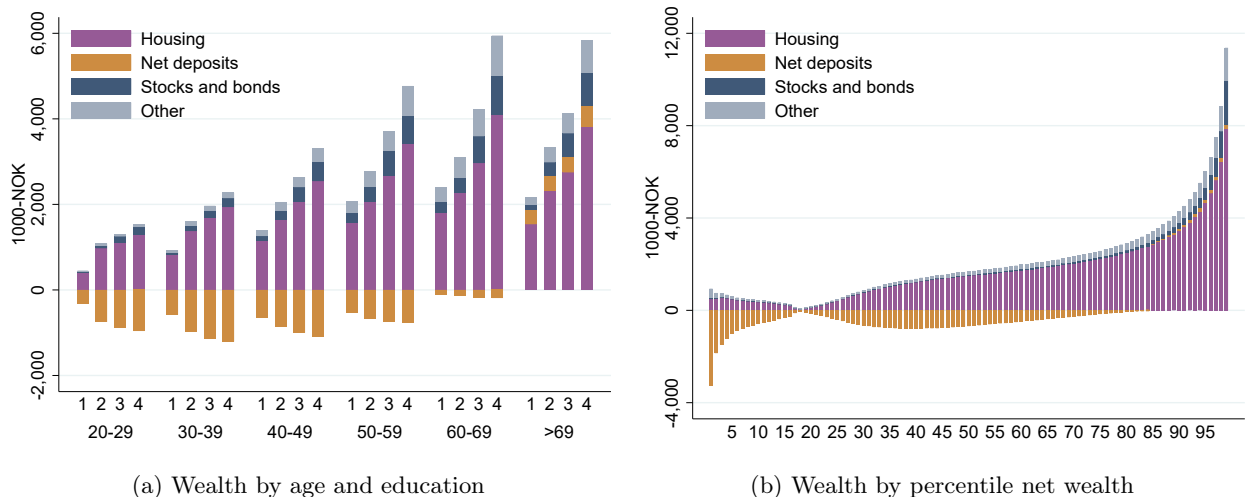 6,000
4,000
2,000
0
-2,000
1000-NOK
Housing
Net deposits
Stocks and bonds
Other
1 2 3 4 1 2 3 4 1 2 3 4 1 2 3 4 1 2 3 4 1 2 3 4
20-29 30-39 40-49 50-59 60-69 >69
(a) Wealth by age and education
12,000
8,000
4,000
0
-4,000
1000-NOK
Housing
Net deposits
Stocks and bonds
Other
5 10 15 20 25 30 35 40 45 50 55 60 65 70 75 80 85 90 95
(b) Wealth by percentile net wealth